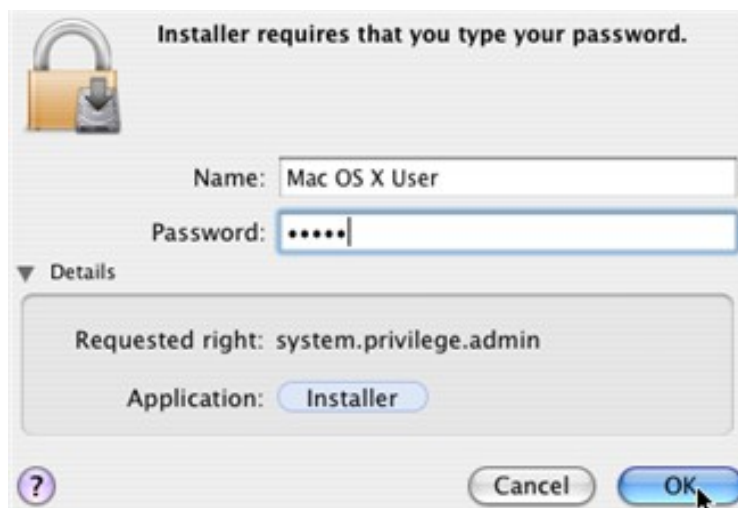 Installer requires that you type your password.
Name: Mac OS X User
Password: •••••
Details
Requested right: system.privilege.admin
Application: Installer
? Cancel OK